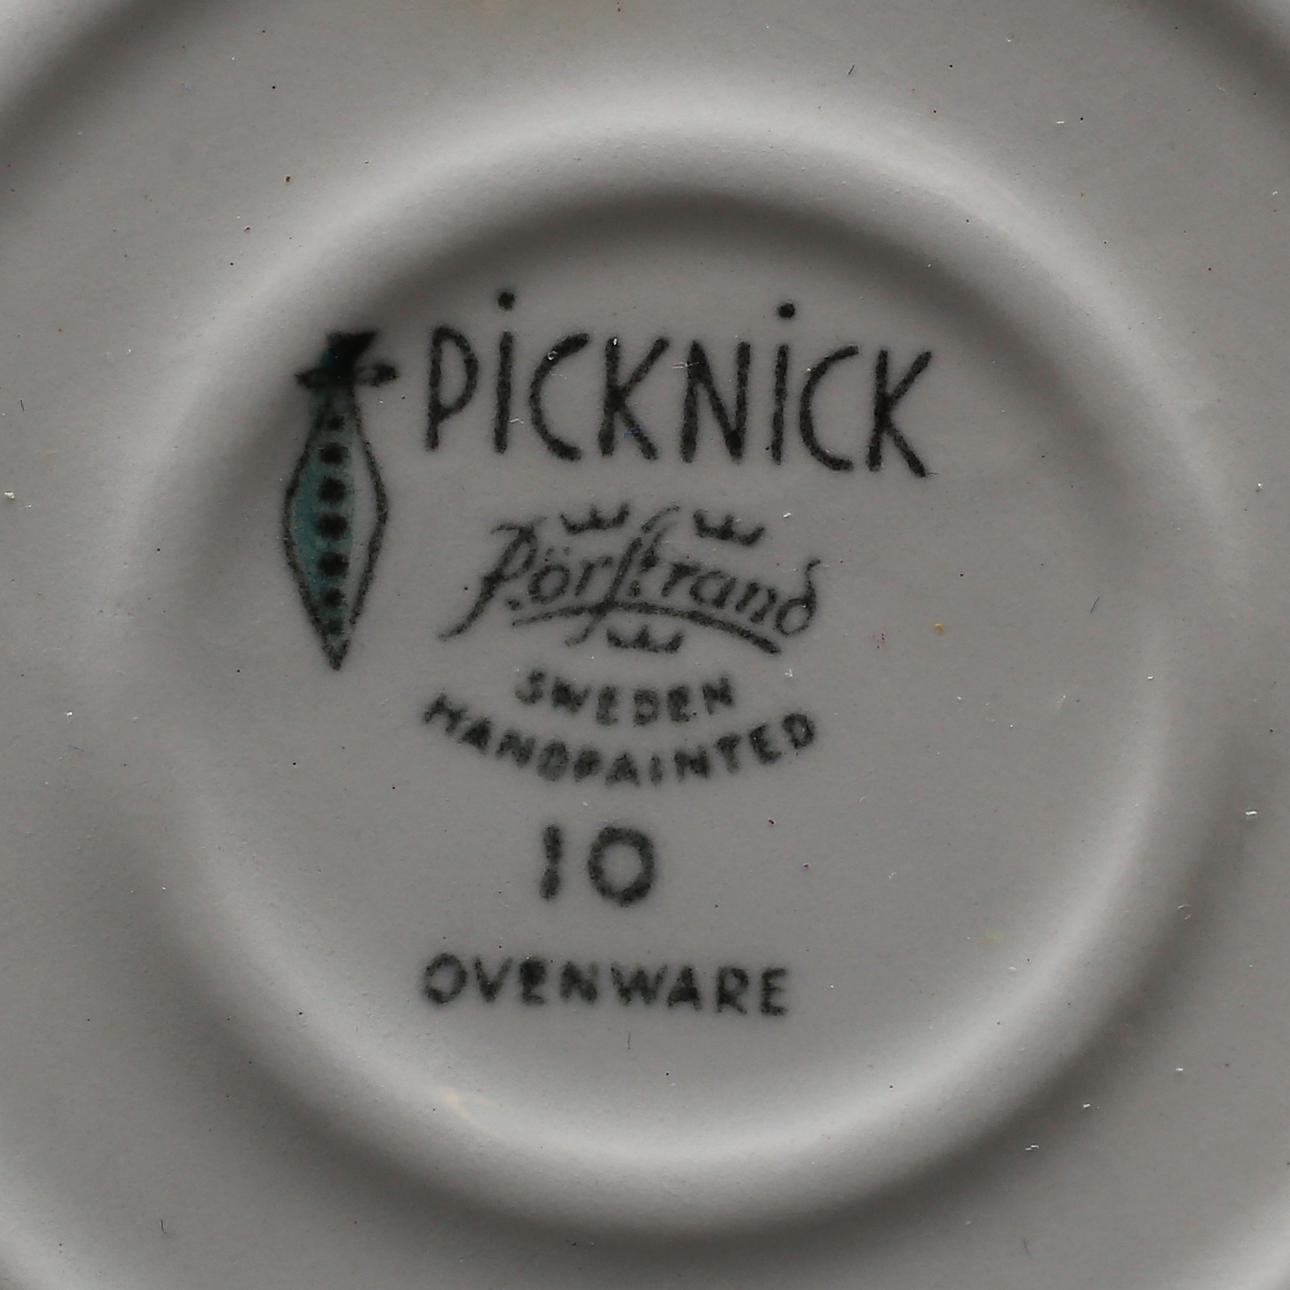 PiCKNiCK
Rörstrand
SWEDEN
HANDPAINTED
10
OVENWARE